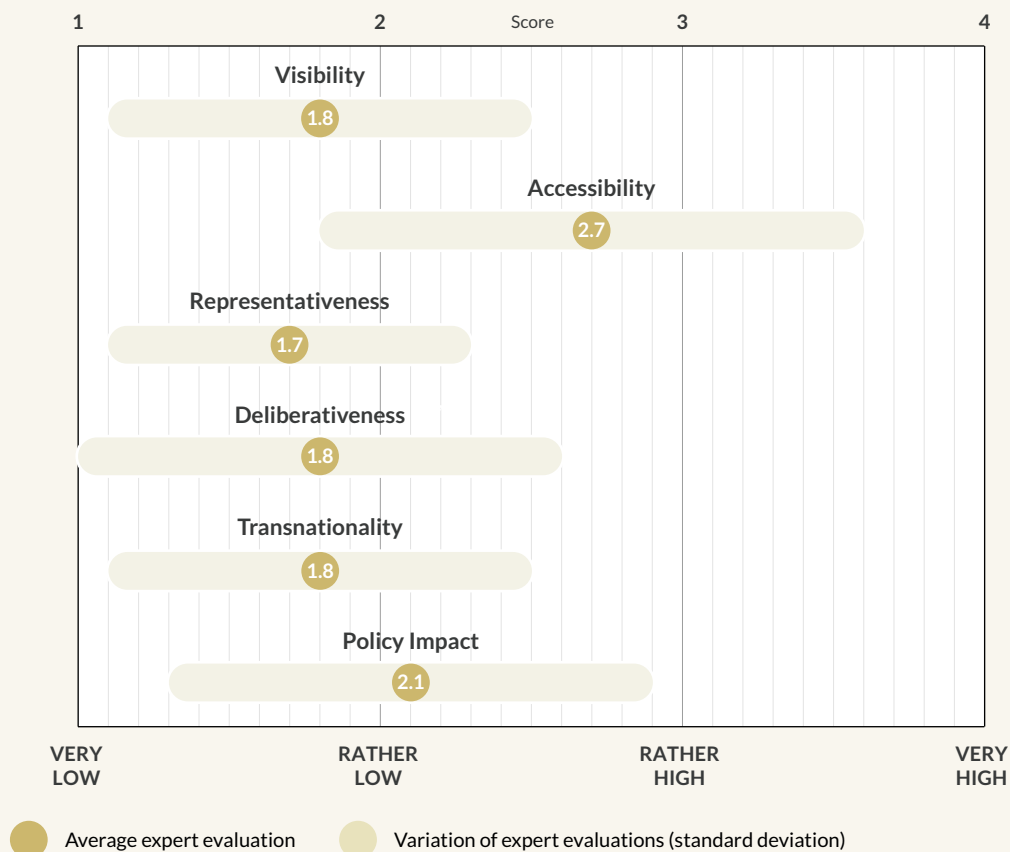 1 2 Score 3 4
Visibility
1.8
Accessibility
2.7
Representativeness
1.7
Deliberativeness
1.8
Transnationality
1.8
Policy Impact
2.1
VERY LOW
RATHER LOW
RATHER HIGH
VERY HIGH
Average expert evaluation
Variation of expert evaluations (standard deviation)